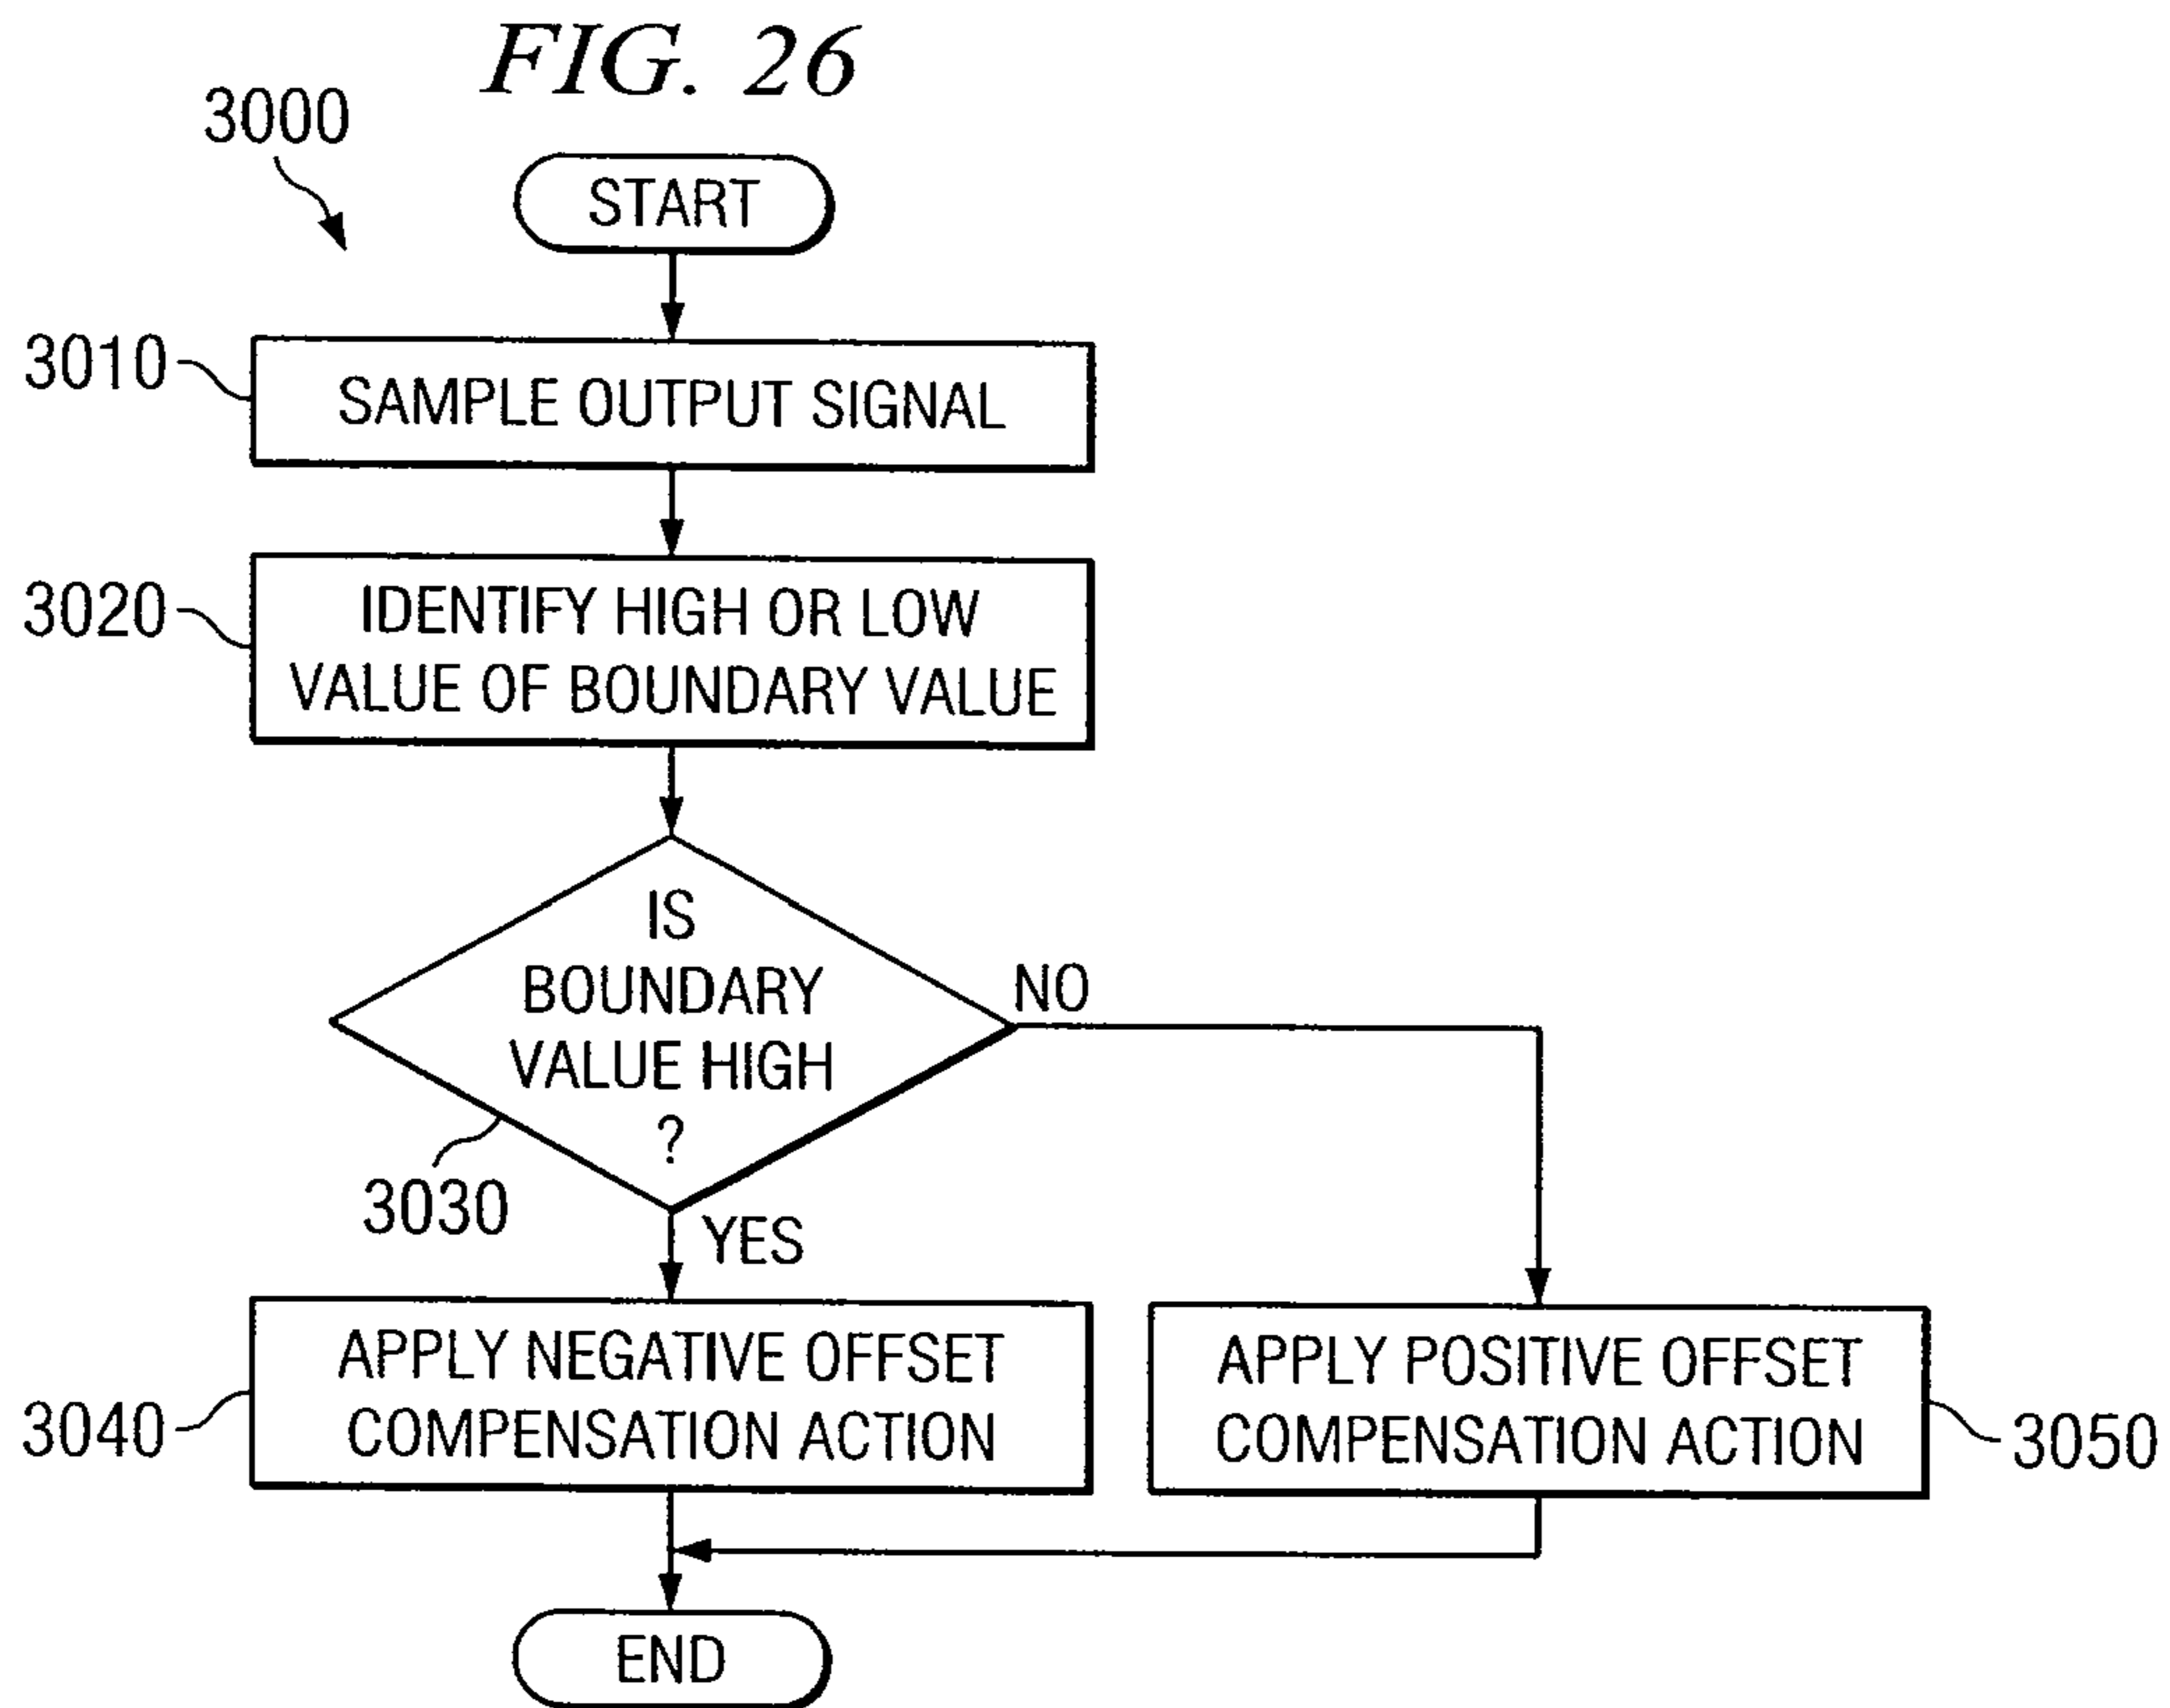 FIG. 26
3000
START
3010
SAMPLE OUTPUT SIGNAL
3020
IDENTIFY HIGH OR LOW
VALUE OF BOUNDARY VALUE
IS
BOUNDARY
VALUE HIGH
?
NO
3030
YES
APPLY NEGATIVE OFFSET
COMPENSATION ACTION
3040
APPLY POSITIVE OFFSET
COMPENSATION ACTION
3050
END